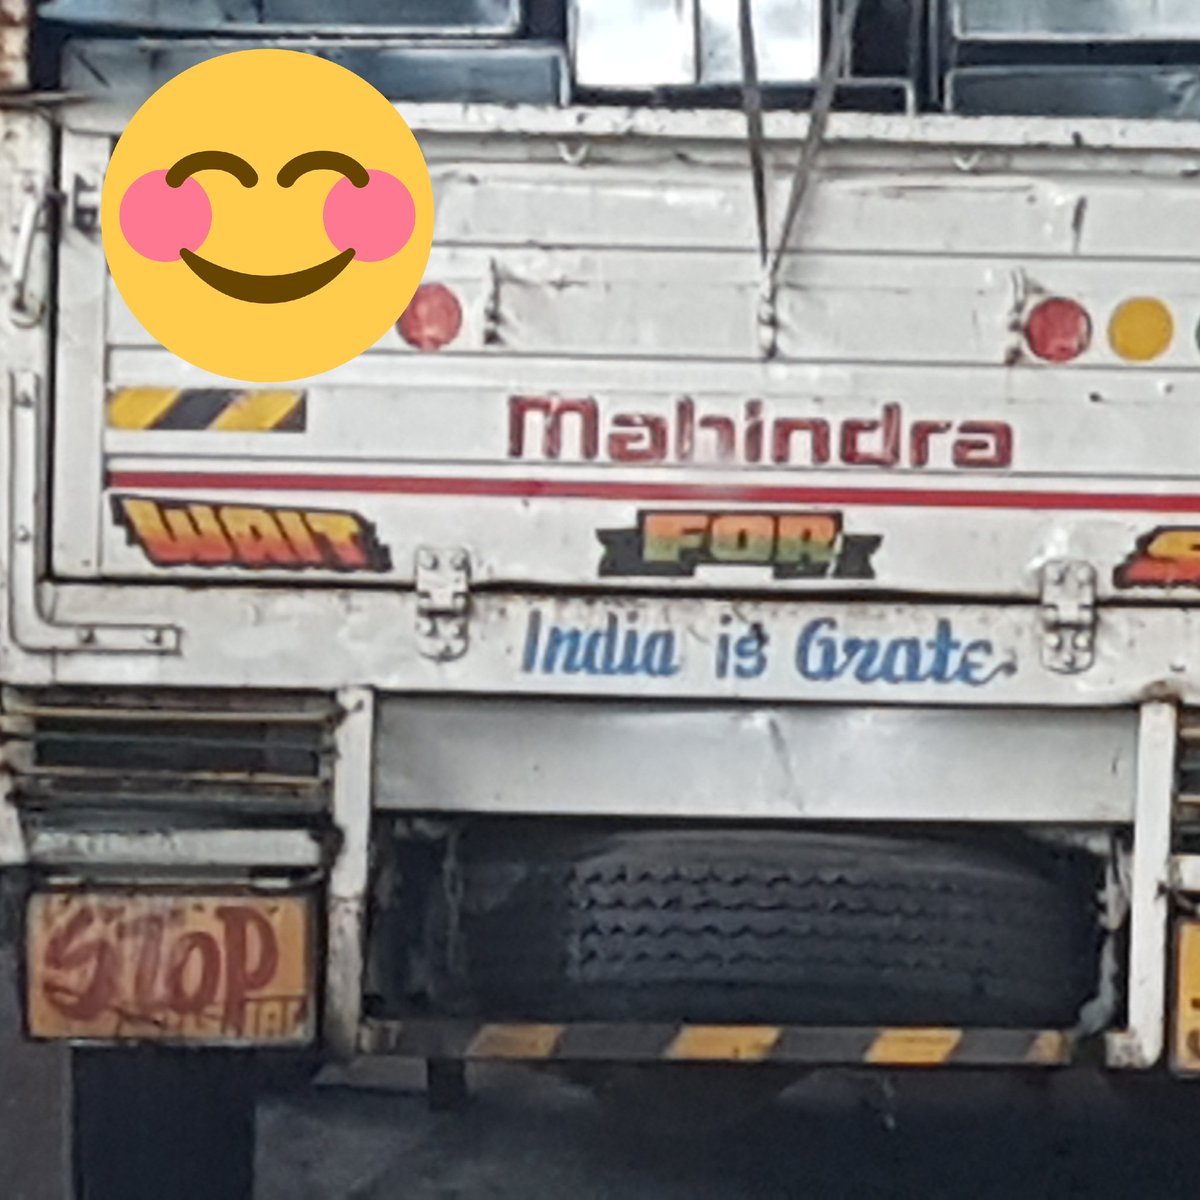 Mahindra
WAIT FOR S
India is Grate
STOP